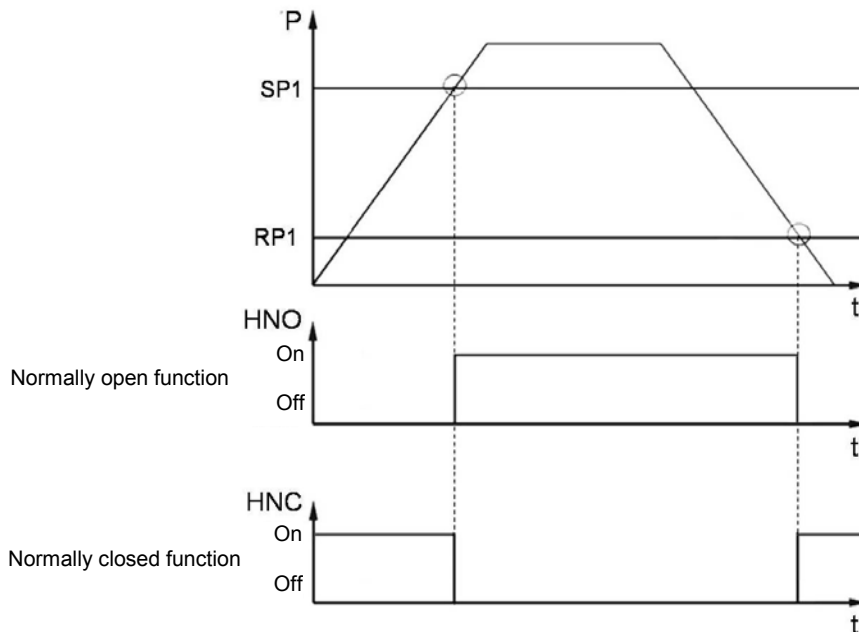 P
SP1
RP1
t
HNO
On
Normally open function
Off
t
HNC
On
Normally closed function
Off
t